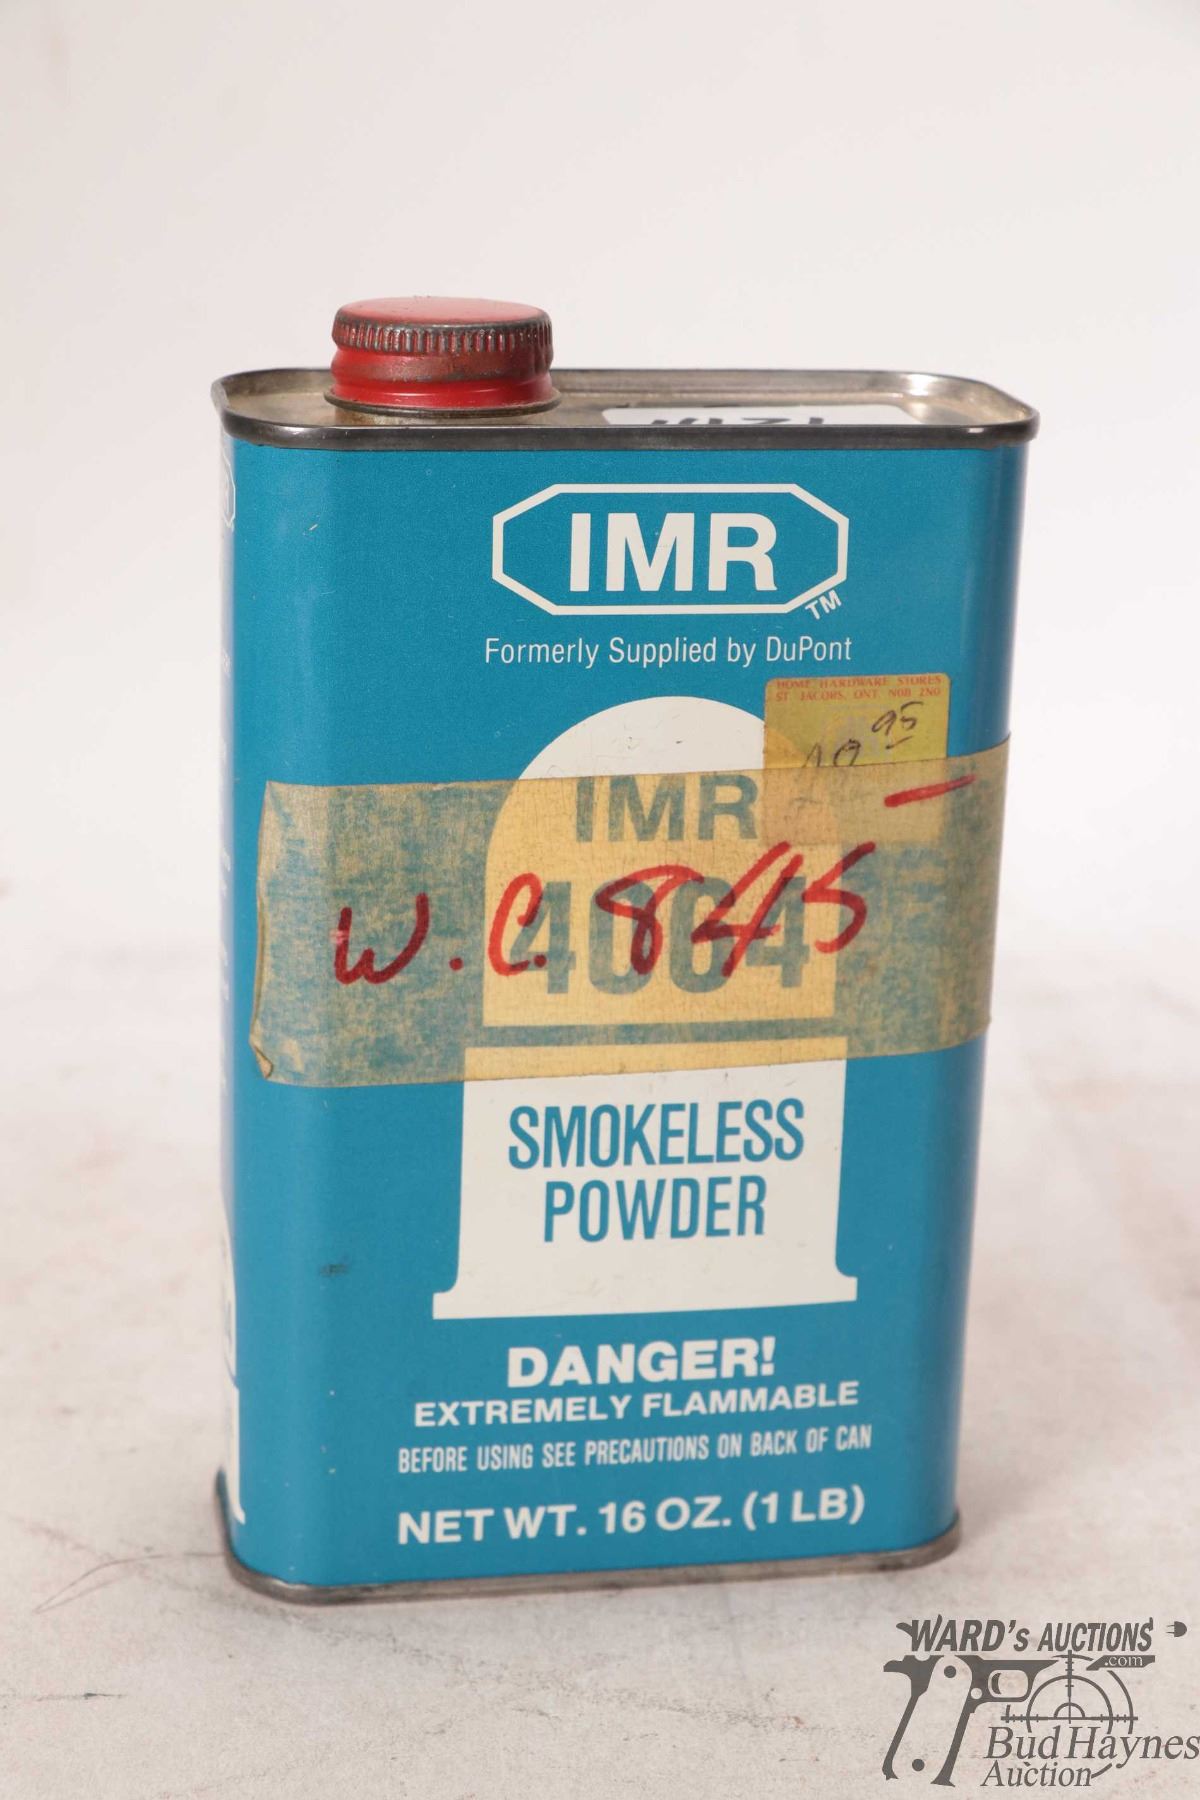 IMR
TM
Formerly Supplied by DuPont
HOME HARDWARE STORES
ST. JACOBS, ONT. N0B 2N0
95
IMR
4064
W.C. 845
SMOKELESS
POWDER
DANGER!
EXTREMELY FLAMMABLE
BEFORE USING SEE PRECAUTIONS ON BACK OF CAN
NET WT. 16 OZ. (1 LB)
WARD's AUCTIONS
.com
Bud Haynes
Auction